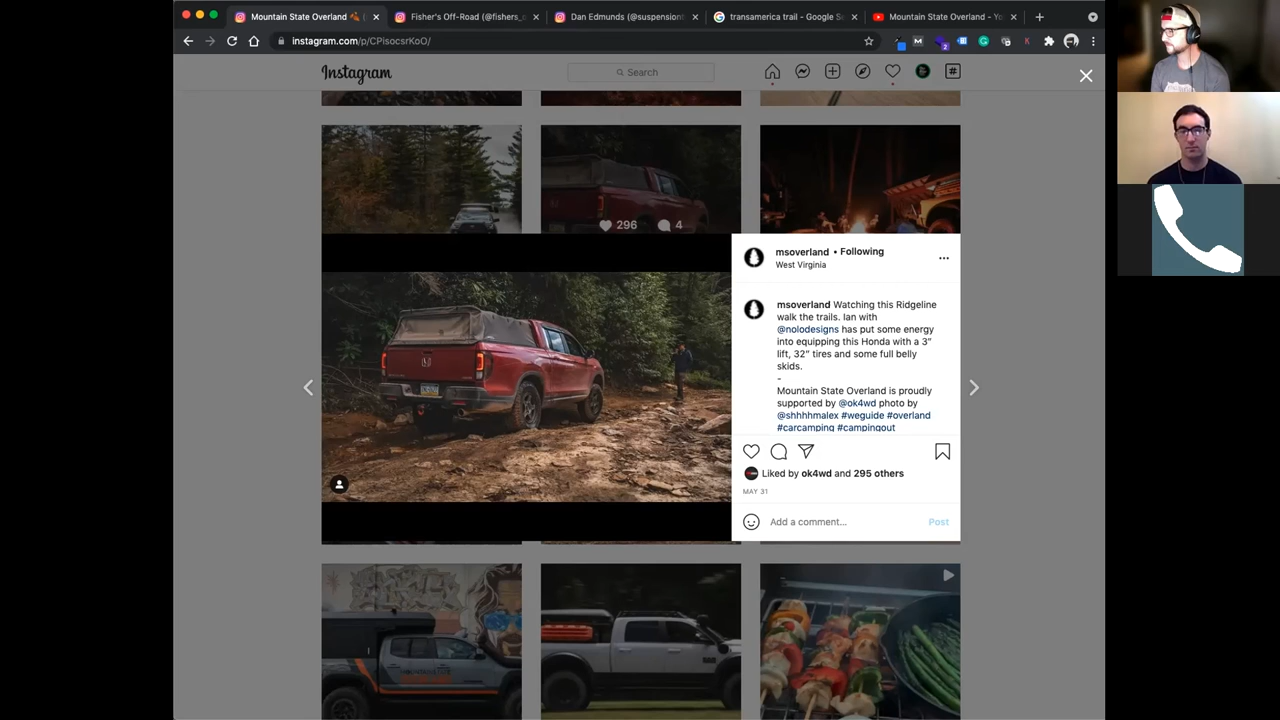 Mountain State Overland
Fisher's Off-Road (@fishers_
Dan Edmunds (@suspension
transamerica trail - Google S
Mountain State Overland - Yo
instagram.com/p/CPisocsrKoO/
Instagram
Search
296
4
msoverland • Following
West Virginia
msoverland Watching this Ridgeline
walk the trails. Ian with
@nolodesigns has put some energy
into equipping this Honda with a 3"
lift, 32" tires and some full belly
skids.
-
Mountain State Overland is proudly
supported by @ok4wd photo by
@shhhhmalex #weguide #overland
#carcamping #campingout
Liked by ok4wd and 295 others
MAY 31
Add a comment...
Post